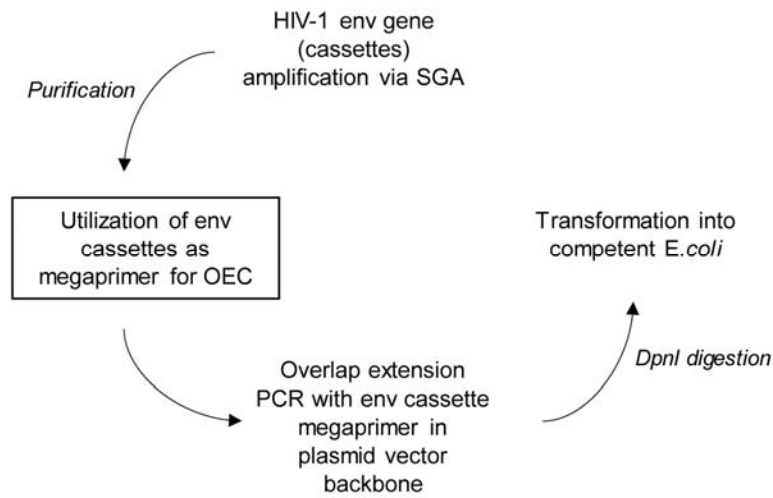 HIV-1 env gene
(cassettes)
amplification via SGA
Purification
Utilization of env
cassettes as
megaprimer for OEC
Transformation into
competent E.coli
DpnI digestion
Overlap extension
PCR with env cassette
megaprimer in
plasmid vector
backbone